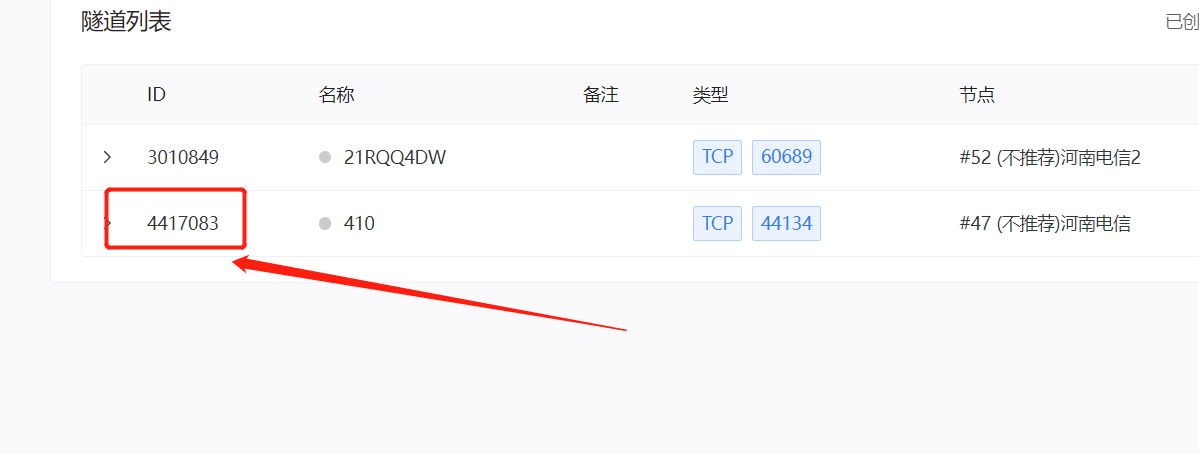 隧道列表 已创
ID 名称 备注 类型 节点
3010849 21RQQ4DW TCP 60689 #52 (不推荐)河南电信2
4417083 410 TCP 44134 #47 (不推荐)河南电信